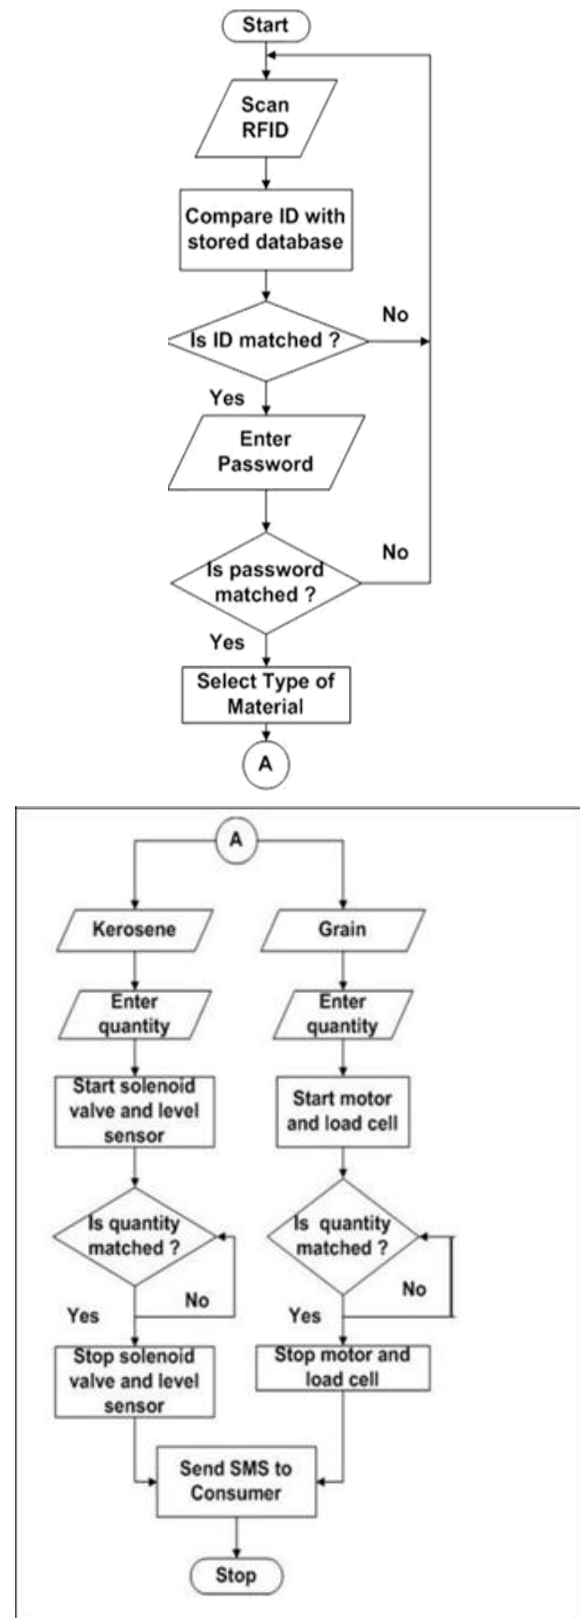 Start
Scan
RFID
Compare ID with
stored database
Is ID matched ?
No
Yes
Enter
Password
Is password
matched ?
No
Yes
Select Type of
Material
A
A
Kerosene
Grain
Enter
quantity
Enter
quantity
Start solenoid
valve and level
sensor
Start motor
and load cell
Is quantity
matched ?
Is quantity
matched ?
No
No
Yes
Yes
Stop solenoid
valve and level
sensor
Stop motor and
load cell
Send SMS to
Consumer
Stop